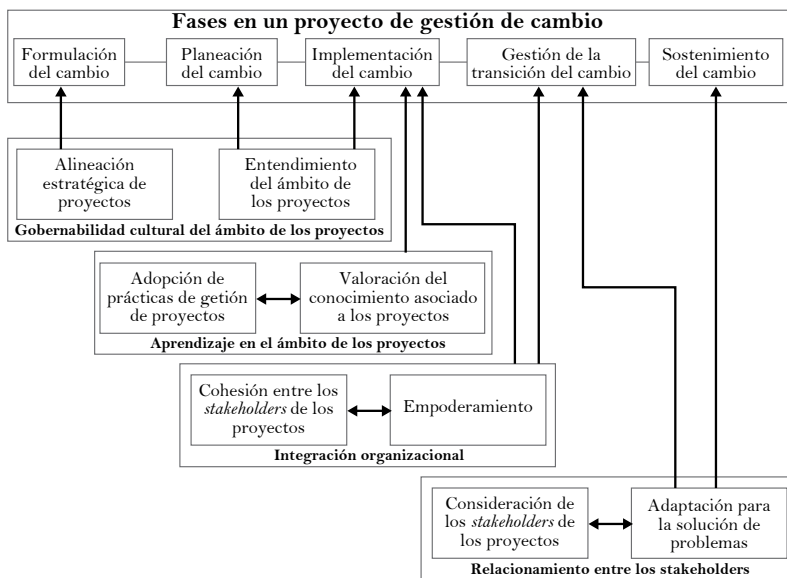 Fases en un proyecto de gestión de cambio
Formulación
del cambio
Planeación
del cambio
Implementación
del cambio
Gestión de la
transición del cambio
Sostenimiento
del cambio
Alineación
estratégica de
proyectos
Entendimiento
del ámbito de
los proyectos
Gobernabilidad cultural del ámbito de los proyectos
Adopción de
prácticas de getión
de proyectos
Valoración del
conocimiento asociado
a los proyectos
Aprendizaje en el ámbito de los proyectos
Cohesión entre los
stakeholders de los
proyectos
Empoderamiento
Integración organizacional
Consideración de
los stakeholders de
los proyectos
Adaptación para
la solución de
problemas
Relacionamiento entre los stakeholders